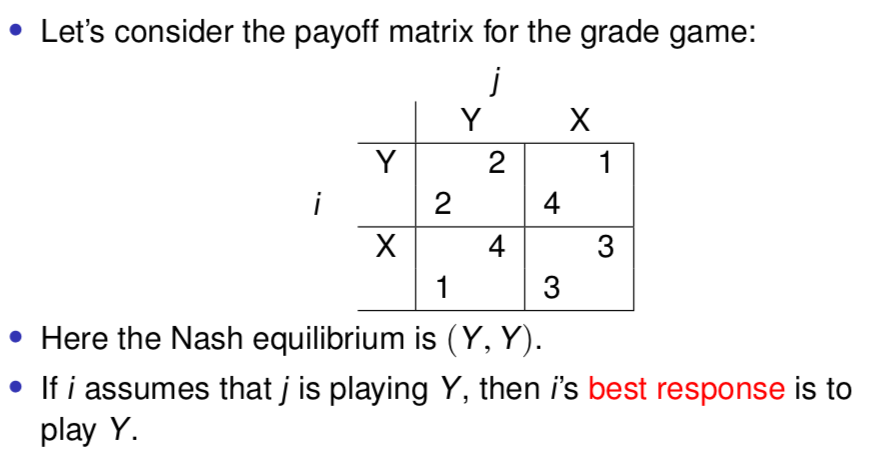 • Let's consider the payoff matrix for the grade game:
j
Y X
Y 2 1
i 2 4
X 4 3
1 3
• Here the Nash equilibrium is (Y, Y).
• If i assumes that j is playing Y, then i's best response is to
play Y.